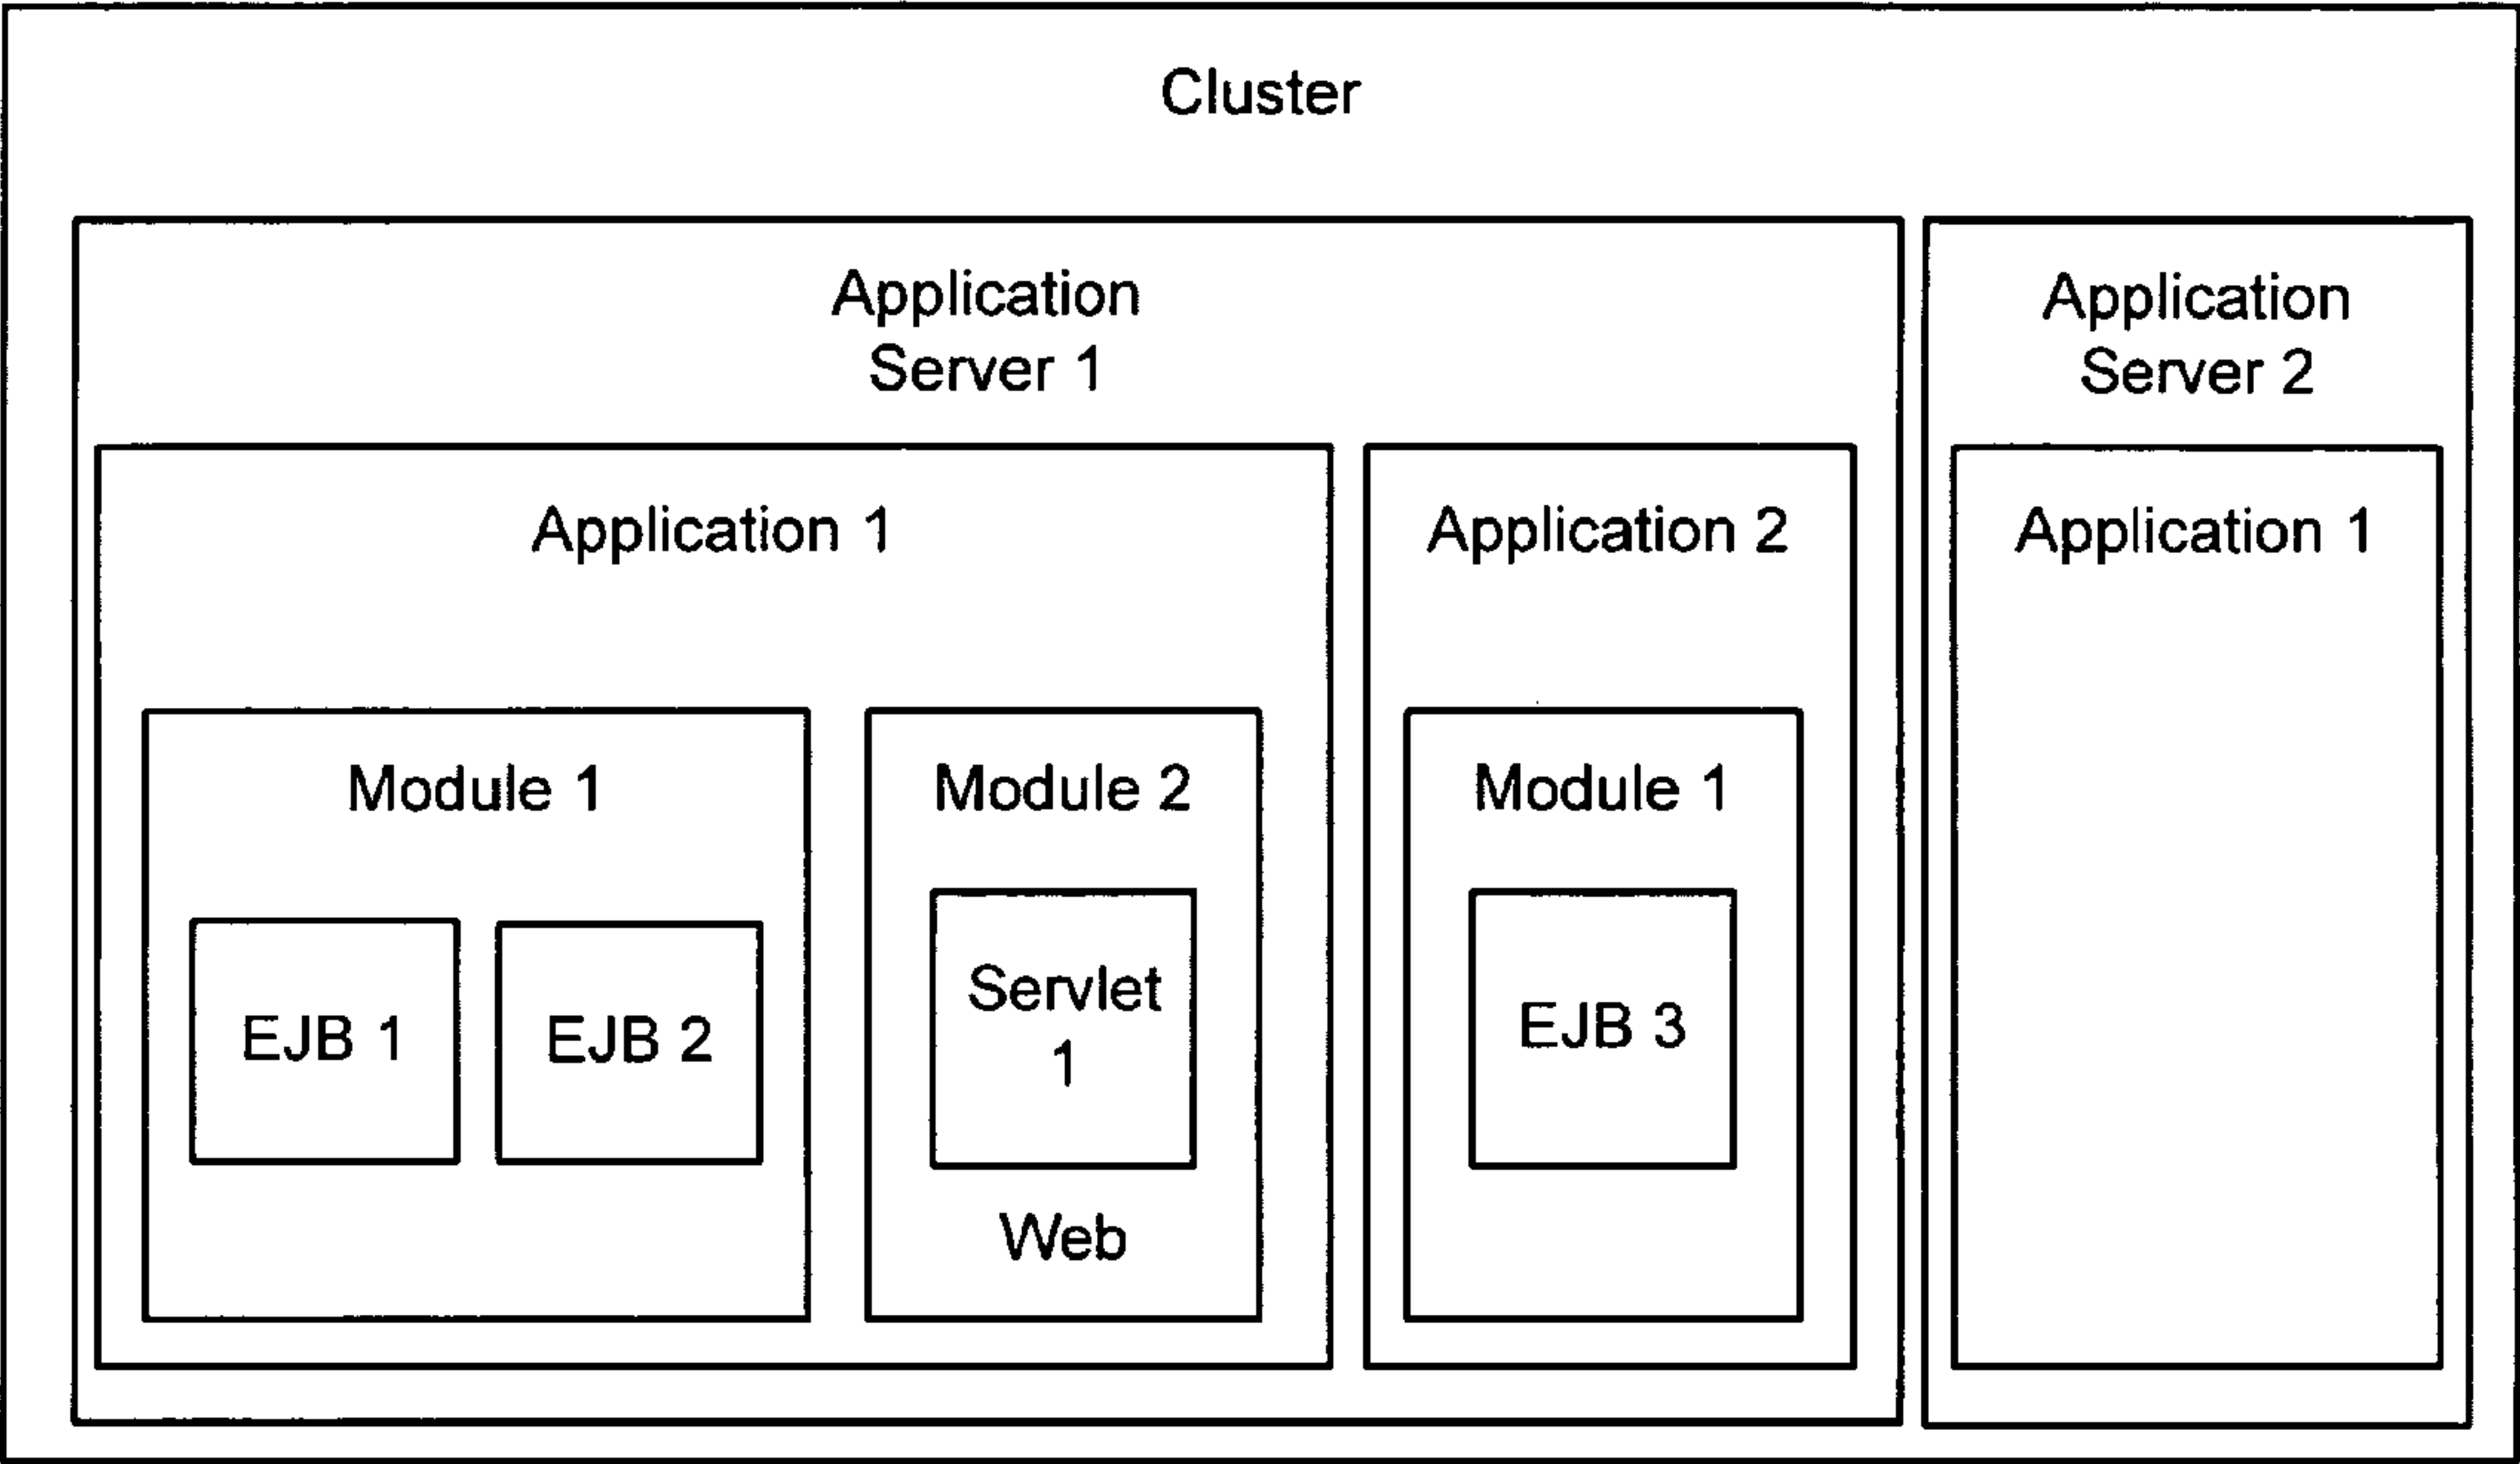 Cluster
Application
Server 1
Application
Server 2
Application 1
Application 2
Application 1
Module 1
Module 2
Module 1
EJB 1
EJB 2
Servlet
1
EJB 3
Web